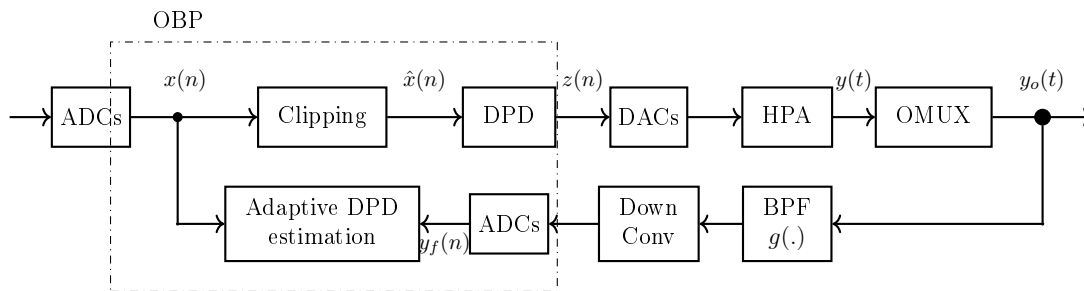 OBP
x(n)
x̂(n)
z(n)
y(t)
y_o(t)
ADCs
Clipping
DPD
DACs
HPA
OMUX
Adaptive DPD
estimation
y_f(n)
ADCs
Down
Conv
BPF
g(.)